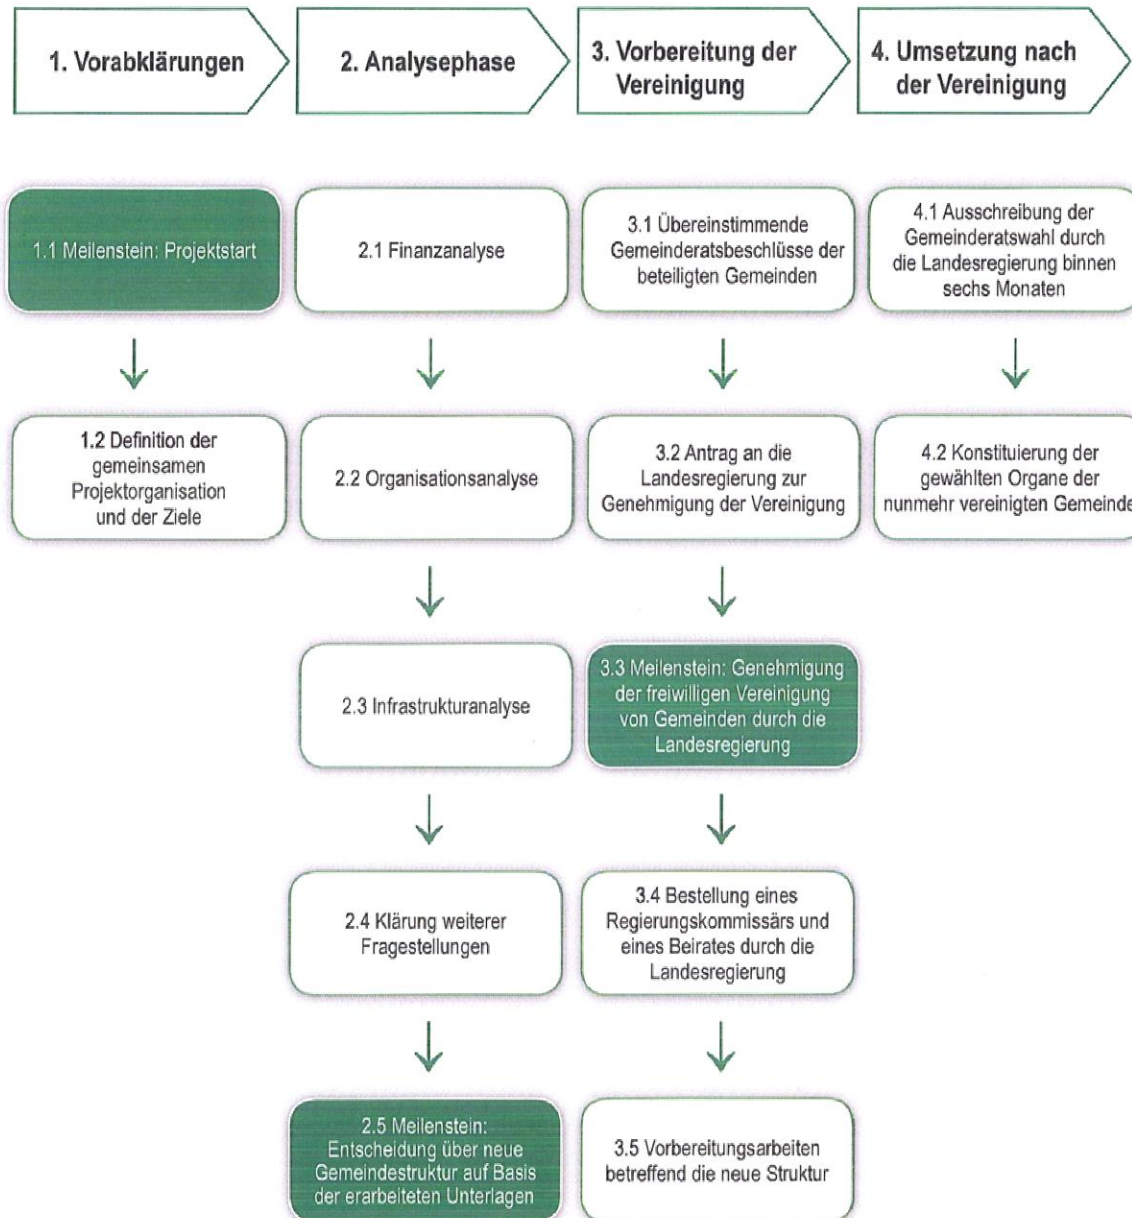 1. Vorabklärungen
2. Analysephase
3. Vorbereitung der
Vereinigung
4. Umsetzung nach
der Vereinigung
1.1 Meilenstein: Projektstart
1.2 Definition der
gemeinsamen
Projektorganisation
und der Ziele
2.1 Finanzanalyse
2.2 Organisationsanalyse
2.3 Infrastrukturanalyse
2.4 Klärung weiterer
Fragestellungen
2.5 Meilenstein:
Entscheidung über neue
Gemeindestruktur auf Basis
der erarbeiteten Unterlagen
3.1 Übereinstimmende
Gemeinderatsbeschlüsse der
beteiligten Gemeinden
3.2 Antrag an die
Landesregierung zur
Genehmigung der Vereinigung
3.3 Meilenstein: Genehmigung
der freiwilligen Vereinigung
von Gemeinden durch die
Landesregierung
3.4 Bestellung eines
Regierungskommissärs und
eines Beirates durch die
Landesregierung
3.5 Vorbereitungsarbeiten
betreffend die neue Struktur
4.1 Ausschreibung der
Gemeinderatswahl durch
die Landesregierung binnen
sechs Monaten
4.2 Konstituierung der
gewählten Organe der
nunmehr vereinigten Gemeinde